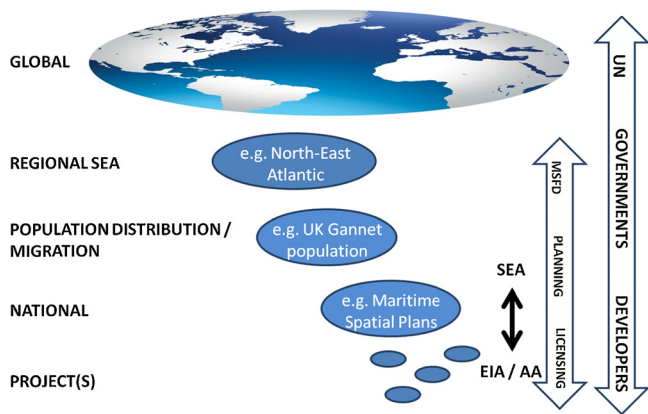 GLOBAL
REGIONAL SEA
e.g. North-East
Atlantic
POPULATION DISTRIBUTION /
MIGRATION
e.g. UK Gannet
population
NATIONAL
e.g. Maritime
Spatial Plans
PROJECT(S)
SEA
EIA / AA
MSFD
PLANNING
LICENSING
UN
GOVERNMENTS
DEVELOPERS